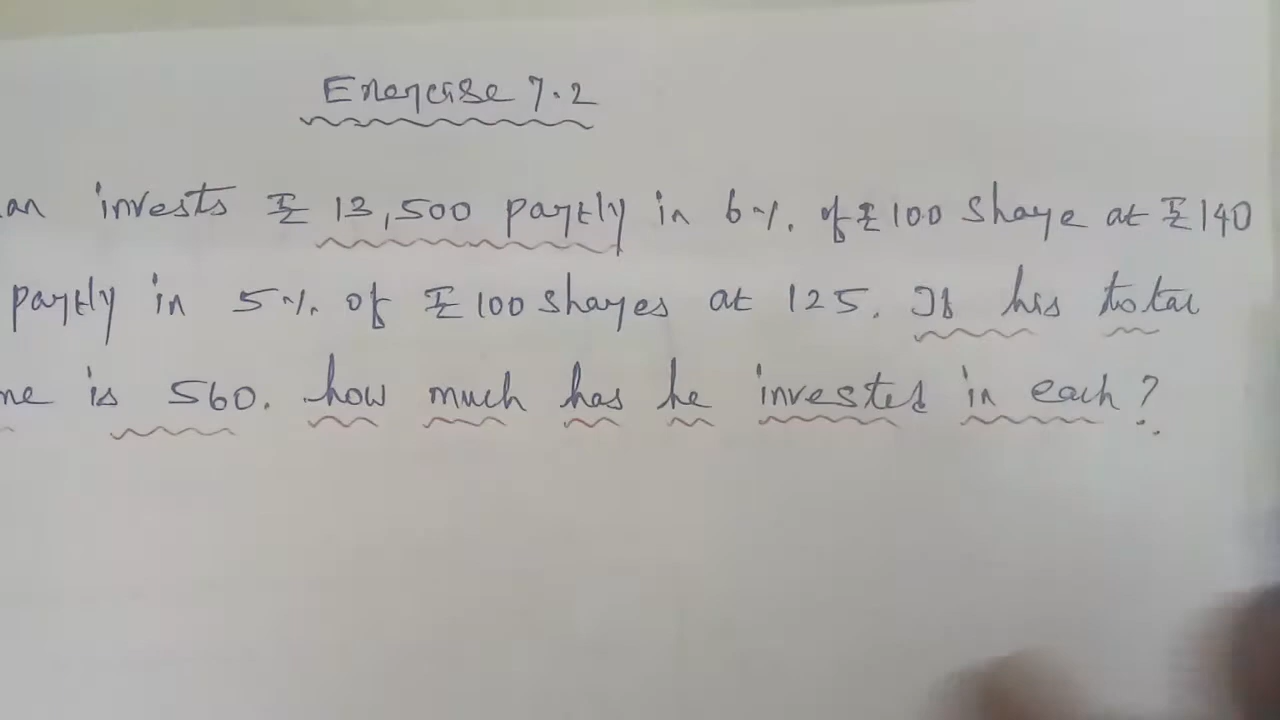 Exercise 7.2
an invests ₹ 13,500 partly in 6%. of ₹100 Share at ₹140
partly in 5%. of ₹100 Shares at 125. If his total
me is 560. how much has he invested in each?